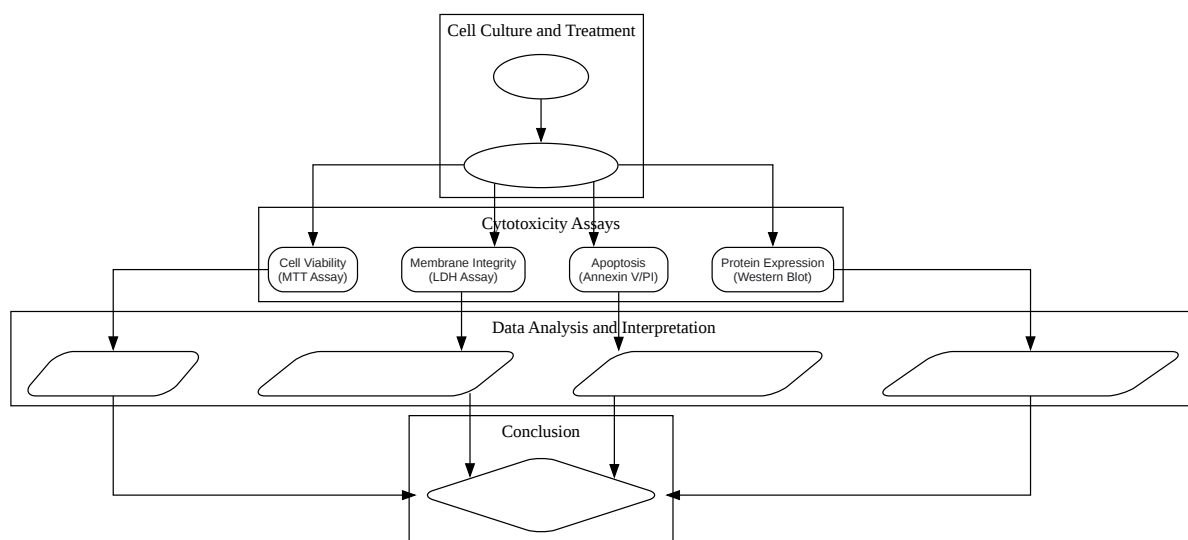 Cell Culture and Treatment
Cytotoxicity Assays
Cell Viability
(MTT Assay)
Membrane Integrity
(LDH Assay)
Apoptosis
(Annexin V/PI)
Protein Expression
(Western Blot)
Data Analysis and Interpretation
Conclusion